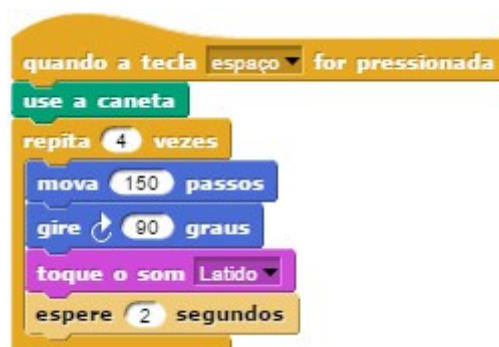 quando a tecla espaço for pressionada
use a caneta
repita 4 vezes
mova 150 passos
gire 90 graus
toque o som Latido
espere 2 segundos